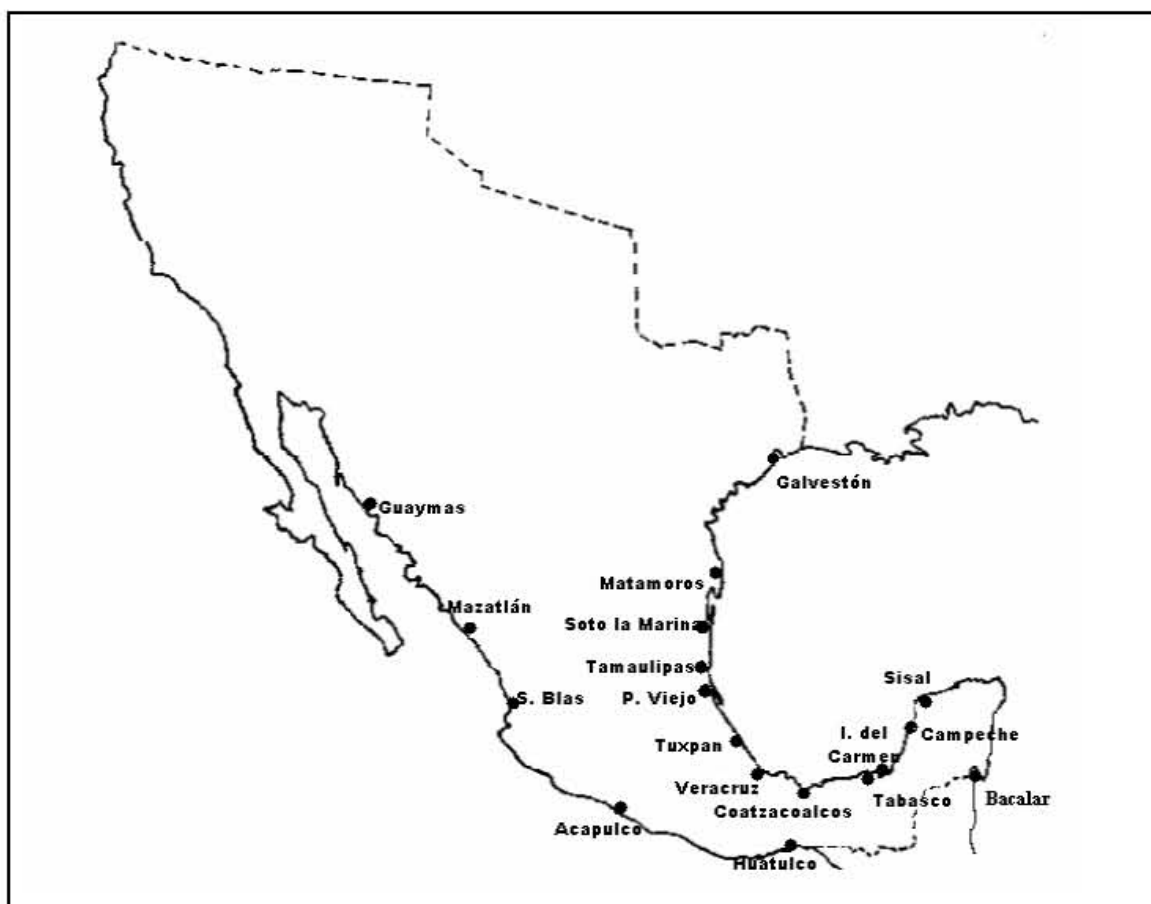 Galvestón
Guaymas
Matamoros
Mazatlán
Soto la Marina
Tamaulipas
Sisal
S. Blas
P. Viejo
I. del
Carmen
Campeche
Tuxpan
Veracruz
Tabasco
Bacalar
Coatzacoalcos
Acapulco
Huatulco